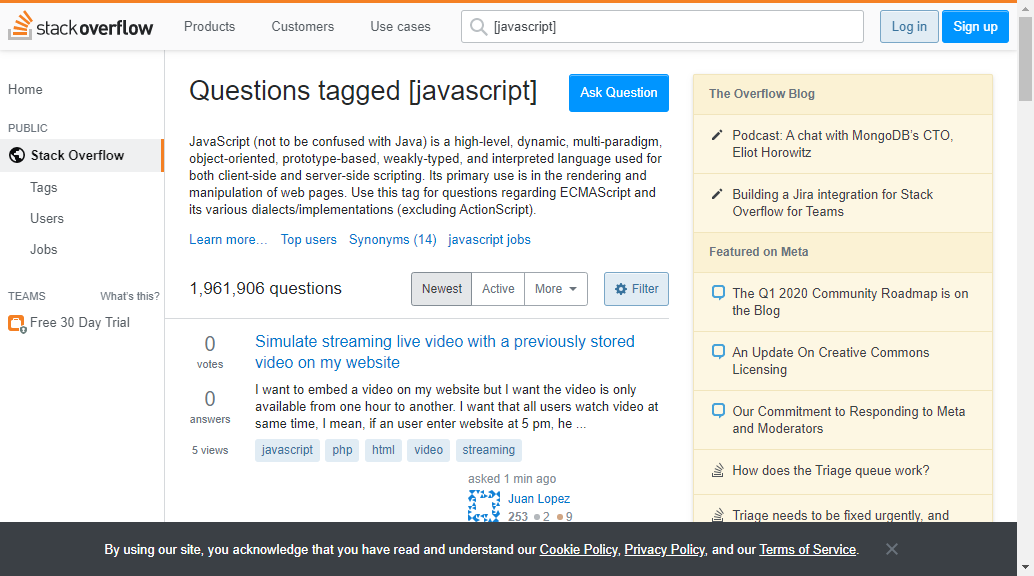 stackoverflow
Products
Customers
Use cases
[javascript]
Log in
Sign up
Home
PUBLIC
Stack Overflow
Tags
Users
Jobs
TEAMS
What's this?
Free 30 Day Trial
Questions tagged [javascript]
Ask Question
JavaScript (not to be confused with Java) is a high-level, dynamic, multi-paradigm,
object-oriented, prototype-based, weakly-typed, and interpreted language used for
both client-side and server-side scripting. Its primary use is in the rendering and
manipulation of web pages. Use this tag for questions regarding ECMAScript and
its various dialects/implementations (excluding ActionScript).
Learn more… Top users Synonyms (14) javascript jobs
1,961,906 questions
Newest
Active
More
Filter
0
votes
0
answers
5 views
Simulate streaming live video with a previously stored
video on my website
I want to embed a video on my website but I want the video is only
available from one hour to another. I want that all users watch video at
same time, I mean, if an user enter website at 5 pm, he ...
javascript
php
html
video
streaming
asked 1 min ago
Juan Lopez
253 2 9
The Overflow Blog
Podcast: A chat with MongoDB's CTO,
Eliot Horowitz
Building a Jira integration for Stack
Overflow for Teams
Featured on Meta
The Q1 2020 Community Roadmap is on
the Blog
An Update On Creative Commons
Licensing
Our Commitment to Responding to Meta
and Moderators
How does the Triage queue work?
Triage needs to be fixed urgently, and
By using our site, you acknowledge that you have read and understand our Cookie Policy, Privacy Policy, and our Terms of Service.